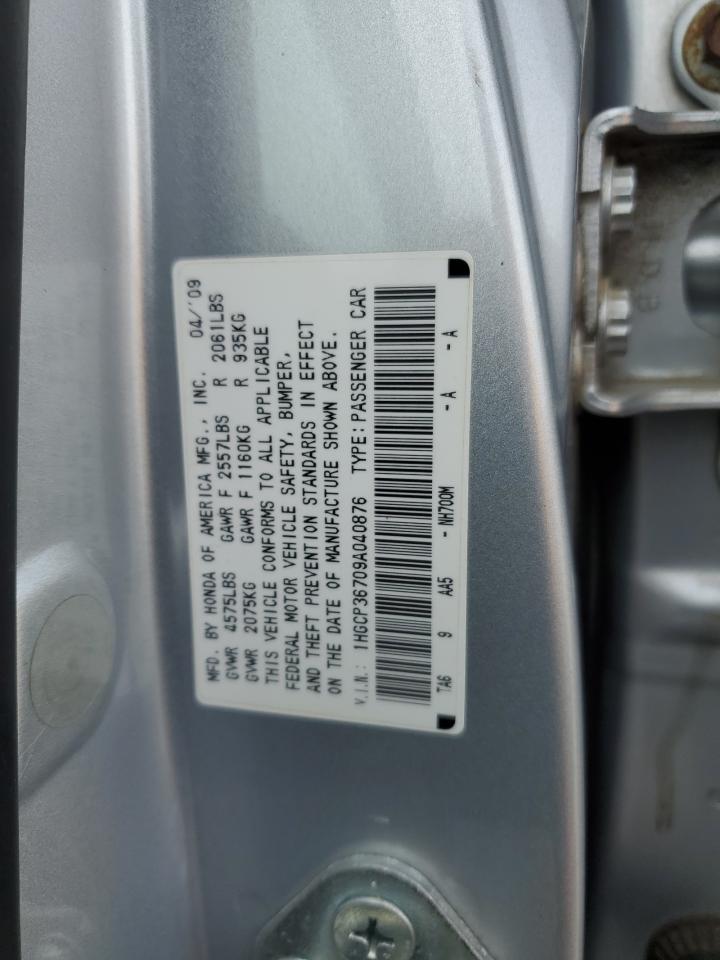 MFD. BY HONDA OF AMERICA MFG., INC. 04/'09
GVWR 4575LBS GAWR F 2557LBS R 2061LBS
GVWR 2075KG GAWR F 1160KG R 935KG
THIS VEHICLE CONFORMS TO ALL APPLICABLE
FEDERAL MOTOR VEHICLE SAFETY, BUMPER,
AND THEFT PREVENTION STANDARDS IN EFFECT
ON THE DATE OF MANUFACTURE SHOWN ABOVE.
V.I.N.: 1HGCP36709A040876 TYPE: PASSENGER CAR
TA6 9 AA5 - NH700M - A - A